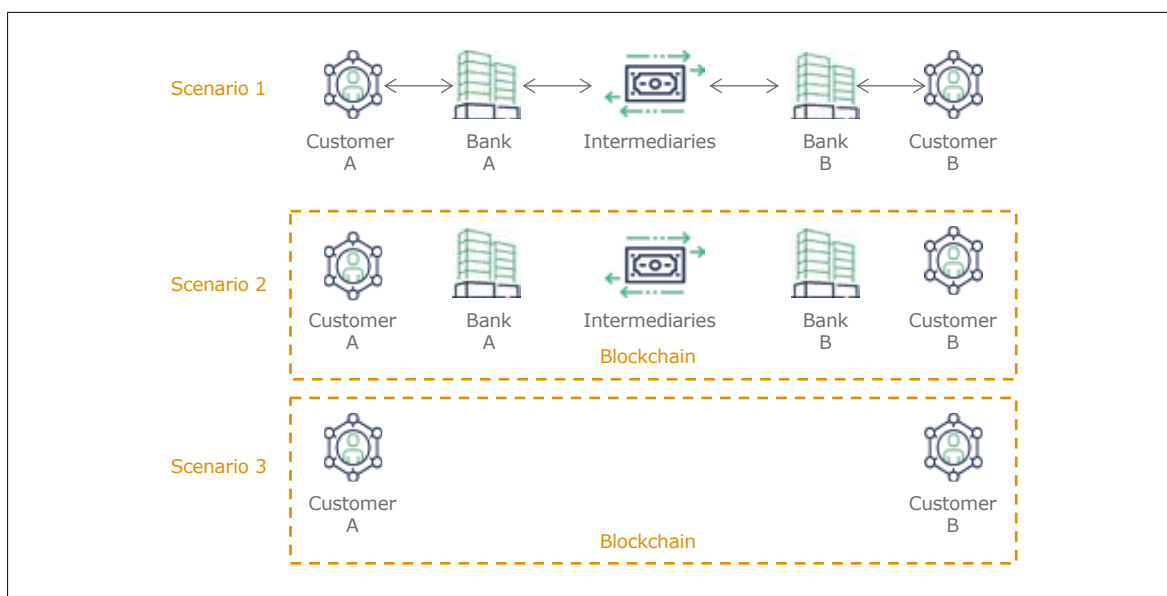 Scenario 1
Customer
A
Bank
A
Intermediaries
Bank
B
Customer
B
Scenario 2
Customer
A
Bank
A
Intermediaries
Bank
B
Customer
B
Blockchain
Scenario 3
Customer
A
Customer
B
Blockchain